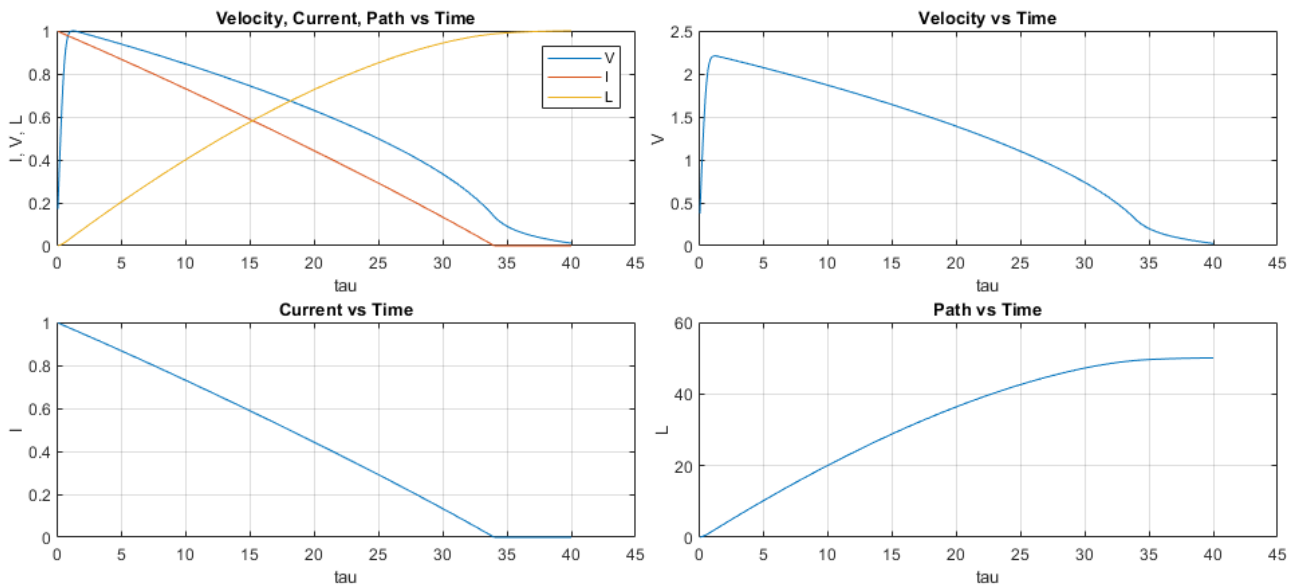 Velocity, Current, Path vs Time
1
0.8
0.6
0.4
0.2
0
I, V, L
V
I
L
0 5 10 15 20 25 30 35 40 45
tau
Velocity vs Time
2.5
2
1.5
1
0.5
0
V
0 5 10 15 20 25 30 35 40 45
tau
Current vs Time
1
0.8
0.6
0.4
0.2
0
I
0 5 10 15 20 25 30 35 40 45
tau
Path vs Time
60
40
20
0
L
0 5 10 15 20 25 30 35 40 45
tau